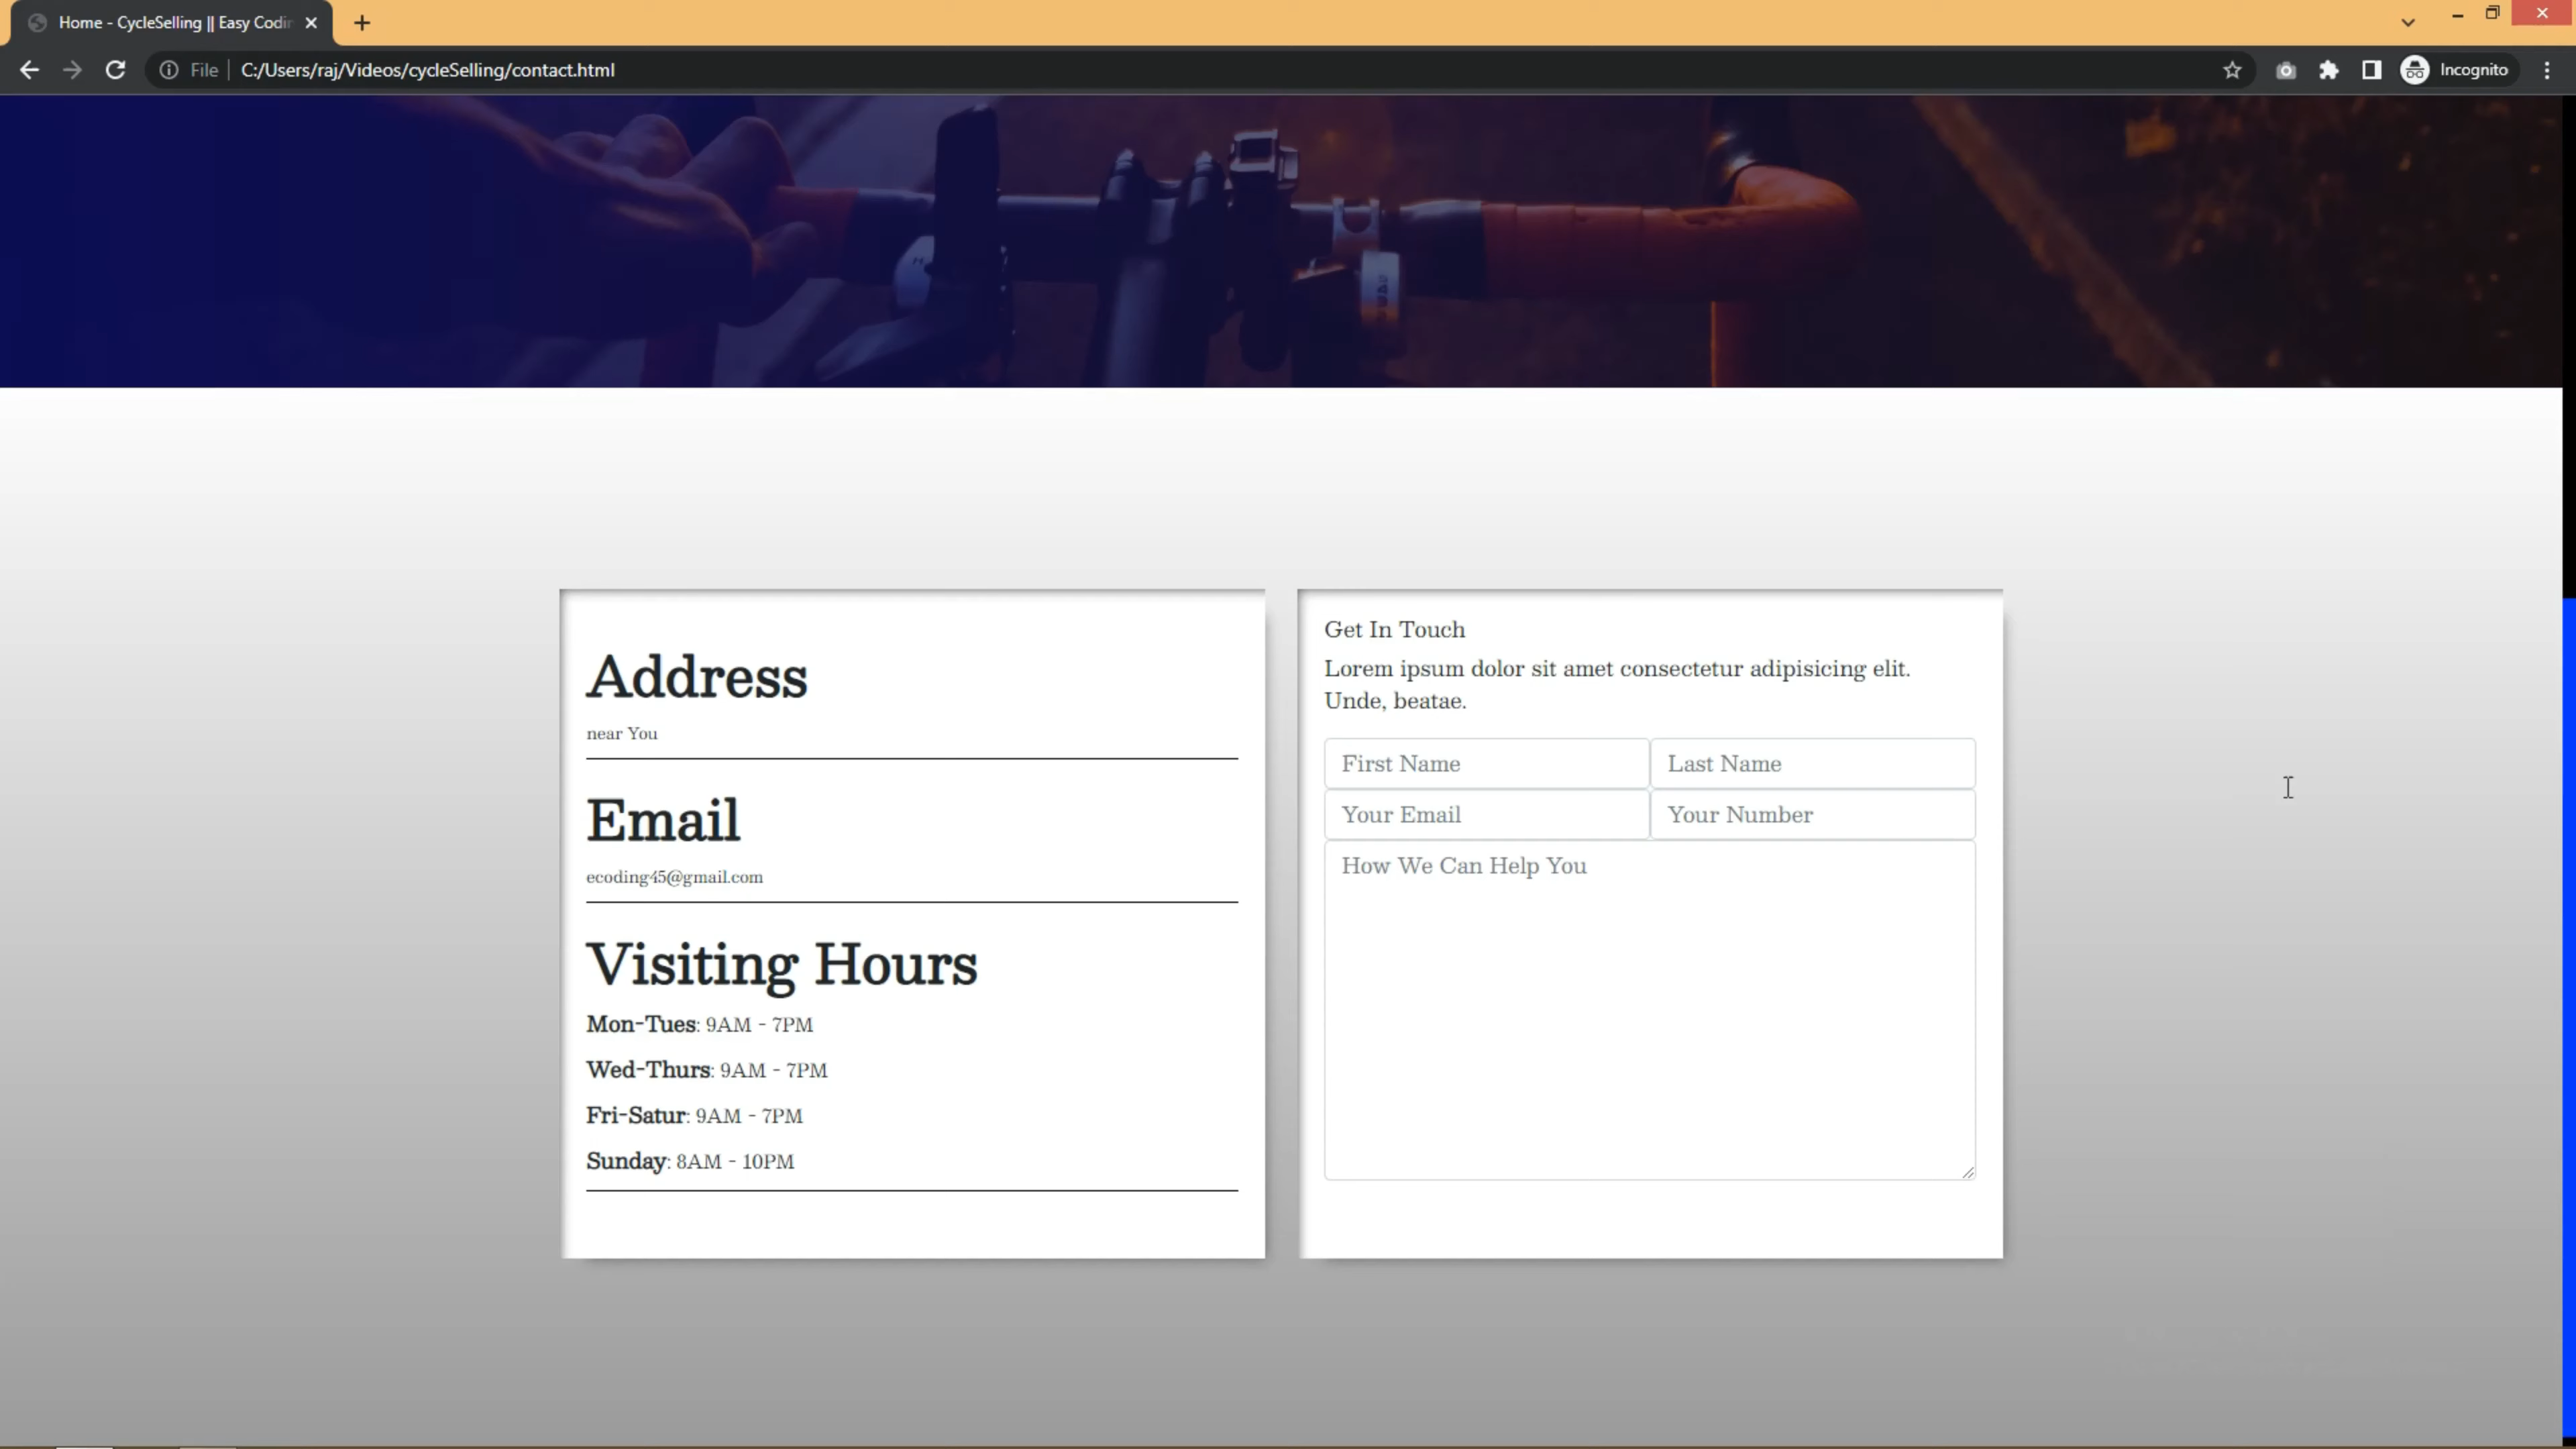 Home - CycleSelling || Easy Codin
File
C:/Users/raj/Videos/cycleSelling/contact.html
Incognito
Address
near You
Email
ecoding45@gmail.com
Visiting Hours
Mon-Tues: 9AM - 7PM
Wed-Thurs: 9AM - 7PM
Fri-Satur: 9AM - 7PM
Sunday: 8AM - 10PM
Get In Touch
Lorem ipsum dolor sit amet consectetur adipisicing elit.
Unde, beatae.
First Name
Last Name
Your Email
Your Number
How We Can Help You